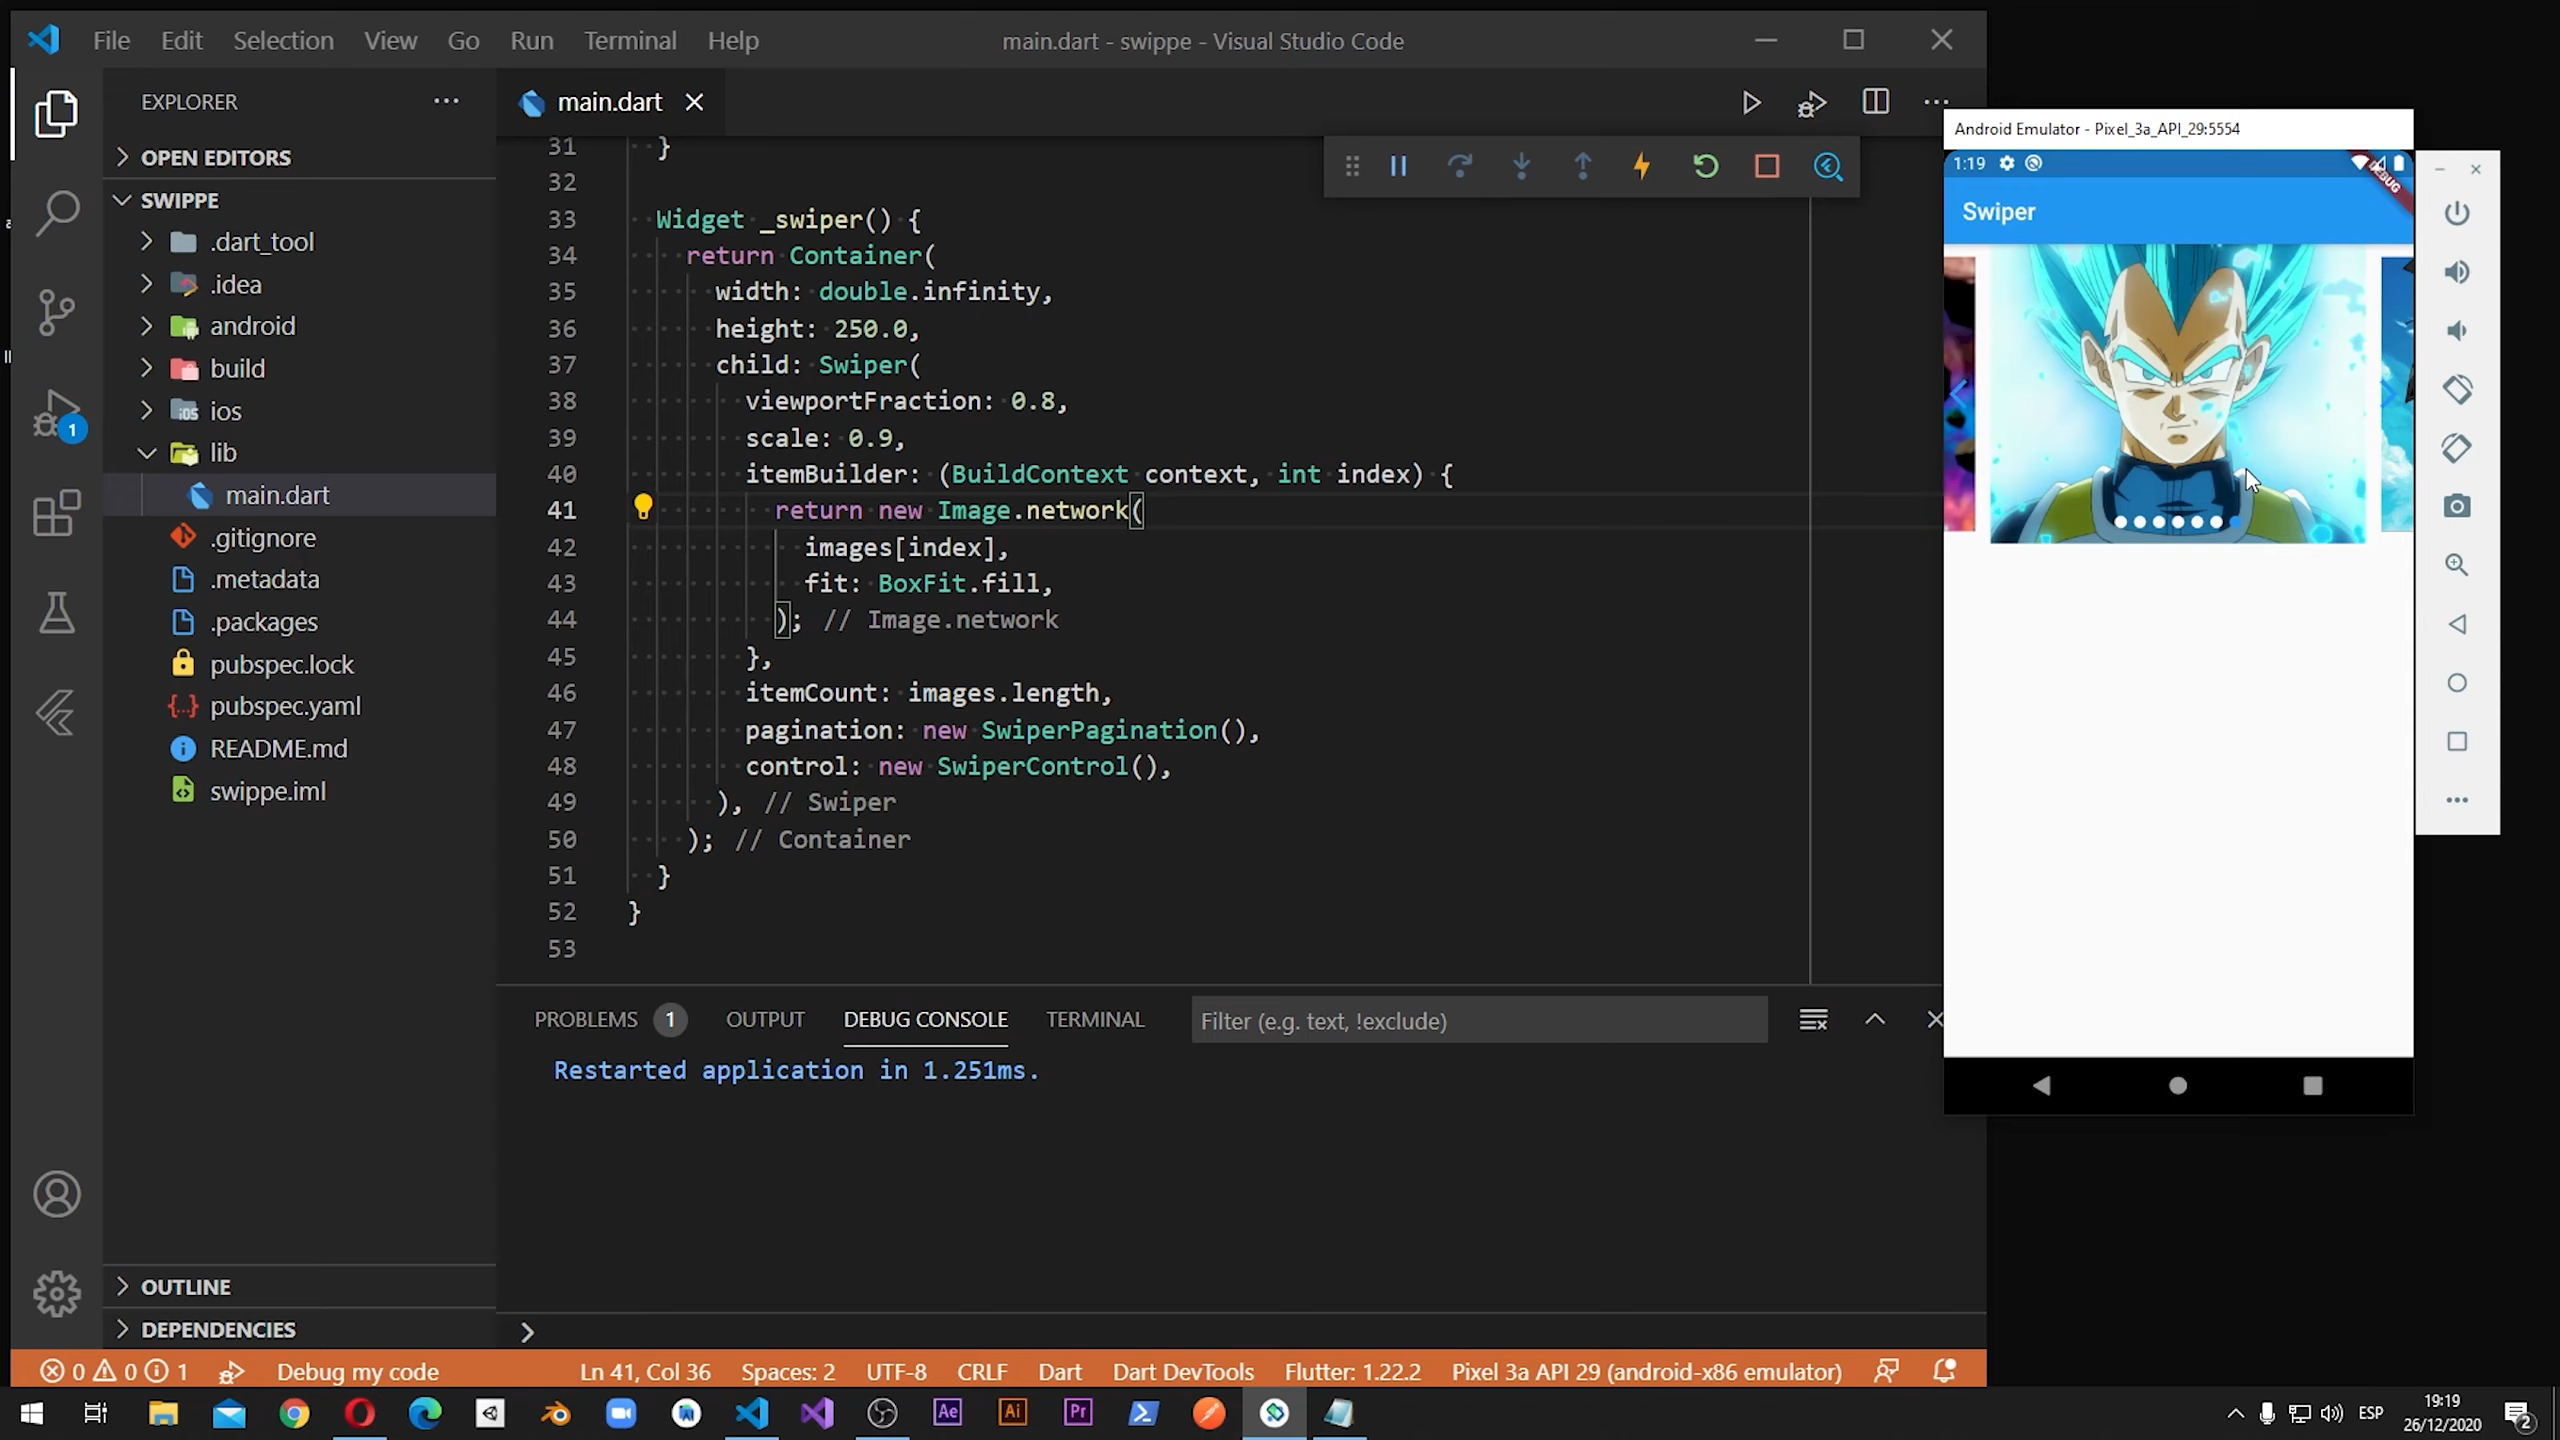 File Edit Selection View Go Run Terminal Help
main.dart - swippe - Visual Studio Code
EXPLORER
OPEN EDITORS
SWIPPE
.dart_tool
.idea
android
build
ios
lib
main.dart
.gitignore
.metadata
.packages
pubspec.lock
pubspec.yaml
README.md
swippe.iml
OUTLINE
DEPENDENCIES
1
main.dart
31 }
32
33 Widget _swiper() {
34 return Container(
35 width: double.infinity,
36 height: 250.0,
37 child: Swiper(
38 viewportFraction: 0.8,
39 scale: 0.9,
40 itemBuilder: (BuildContext context, int index) {
41 return new Image.network(
42 images[index],
43 fit: BoxFit.fill,
44 ); // Image.network
45 },
46 itemCount: images.length,
47 pagination: new SwiperPagination(),
48 control: new SwiperControl(),
49 ), // Swiper
50 ); // Container
51 }
52 }
53
PROBLEMS 1 OUTPUT DEBUG CONSOLE TERMINAL
Filter (e.g. text, !exclude)
Restarted application in 1.251ms.
Android Emulator - Pixel_3a_API_29:5554
1:19
DEBUG
Swiper
0 0 1 Debug my code Ln 41, Col 36 Spaces: 2 UTF-8 CRLF Dart Dart DevTools Flutter: 1.22.2 Pixel 3a API 29 (android-x86 emulator)
Ae Ai Pr
ESP
19:19
26/12/2020
2